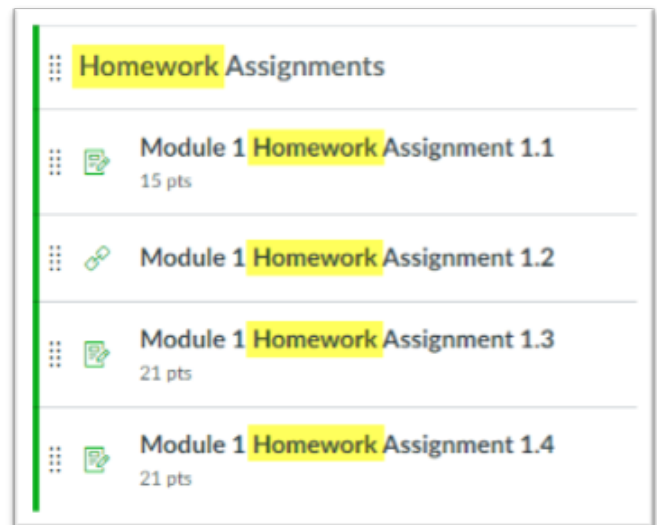 Homework Assignments
Module 1 Homework Assignment 1.1
15 pts
Module 1 Homework Assignment 1.2
Module 1 Homework Assignment 1.3
21 pts
Module 1 Homework Assignment 1.4
21 pts